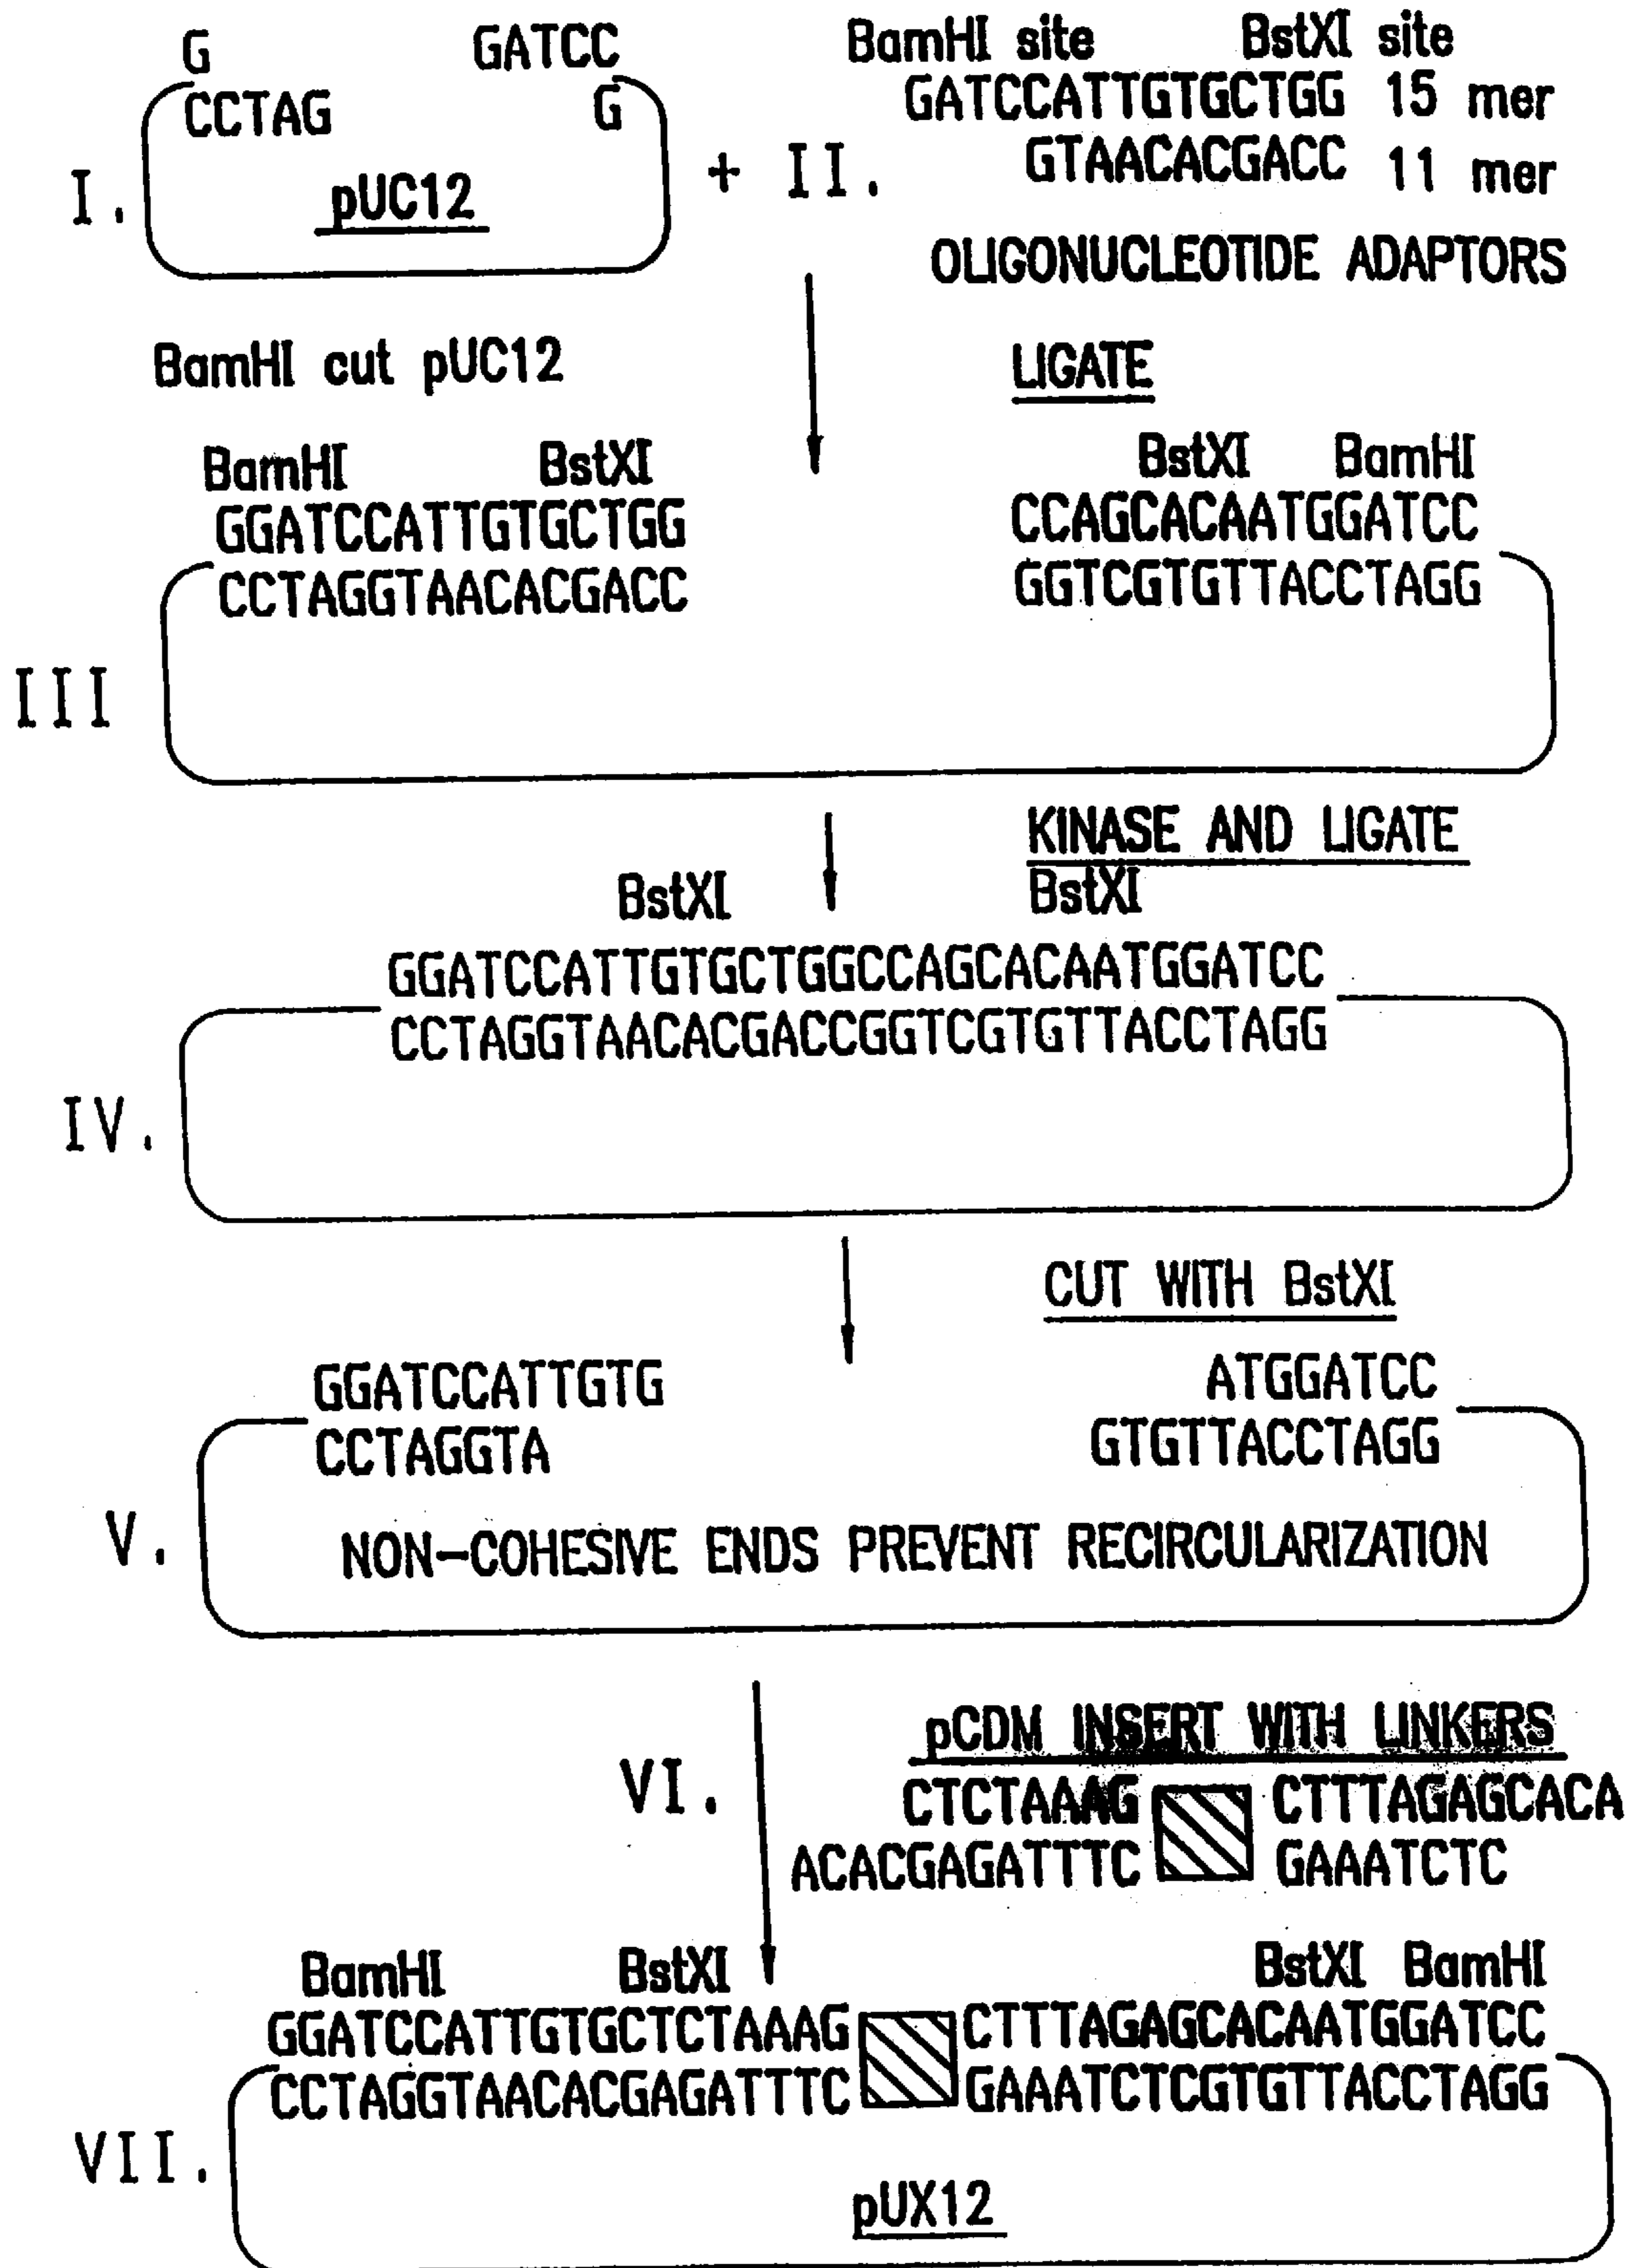 G GATCC
CCTAG G
I. pUC12
BamHI cut pUC12
+ II.
BamHI site BstXI site
GATCCATTGTGCTGG 15 mer
GTAACACGACC 11 mer
OLIGONUCLEOTIDE ADAPTORS
LIGATE
BamHI BstXI BstXI BamHI
GGATCCATTGTGCTGG CCAGCACAATGGATCC
CCTAGGTAACACGACC GGTCGTGTTACCTAGG
III
KINASE AND LIGATE
BstXI BstXI
GGATCCATTGTGCTGGCCAGCACAATGGATCC
CCTAGGTAACACGACCGGTCGTGTTACCTAGG
IV.
CUT WITH BstXI
GGATCCATTGTG ATGGATCC
CCTAGGTA GTGTTACCTAGG
V. NON-COHESIVE ENDS PREVENT RECIRCULARIZATION
pCDM INSERT WITH LINKERS
VI. CTCTAAAG CTTTAGAGCACA
ACACGAGATTTC GAAATCTC
BamHI BstXI BstXI BamHI
GGATCCATTGTGCTCTAAAG CTTTAGAGCACAATGGATCC
CCTAGGTAACACGAGATTTC GAAATCTCGTGTTACCTAGG
VII.
pUX12